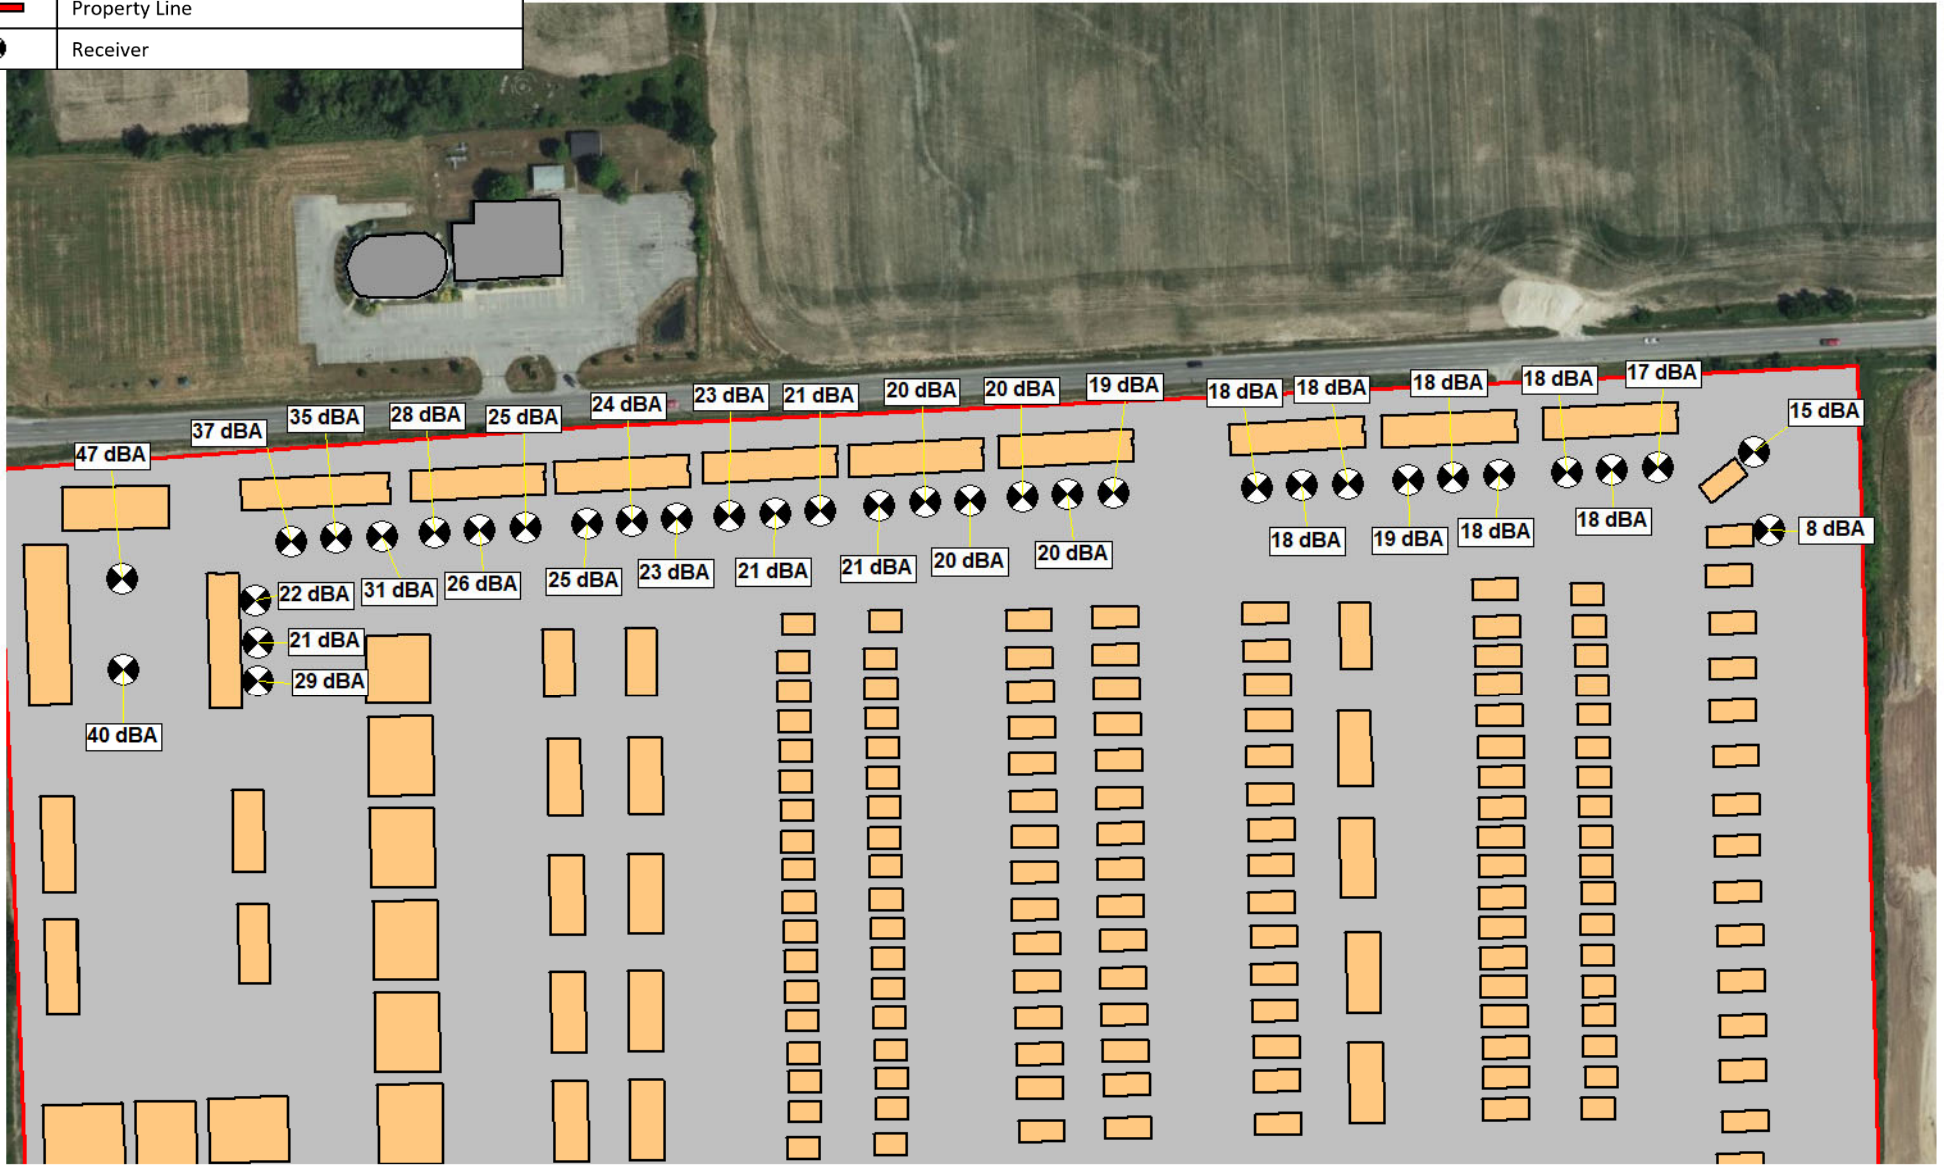 Property Line
Receiver
47 dBA
37 dBA
35 dBA
28 dBA
25 dBA
24 dBA
23 dBA
21 dBA
20 dBA
20 dBA
19 dBA
18 dBA
18 dBA
18 dBA
18 dBA
17 dBA
15 dBA
8 dBA
22 dBA
31 dBA
26 dBA
25 dBA
23 dBA
21 dBA
21 dBA
20 dBA
20 dBA
18 dBA
19 dBA
18 dBA
18 dBA
21 dBA
29 dBA
40 dBA